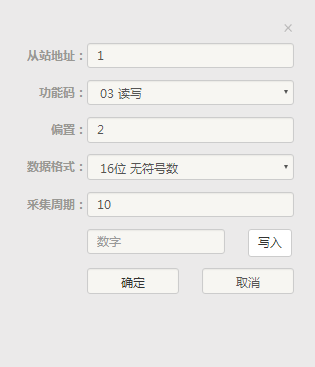 ×
从站地址： 1
功能码： 03 读写
偏置： 2
数据格式： 16位 无符号数
采集周期： 10
数字 写入
确定 取消